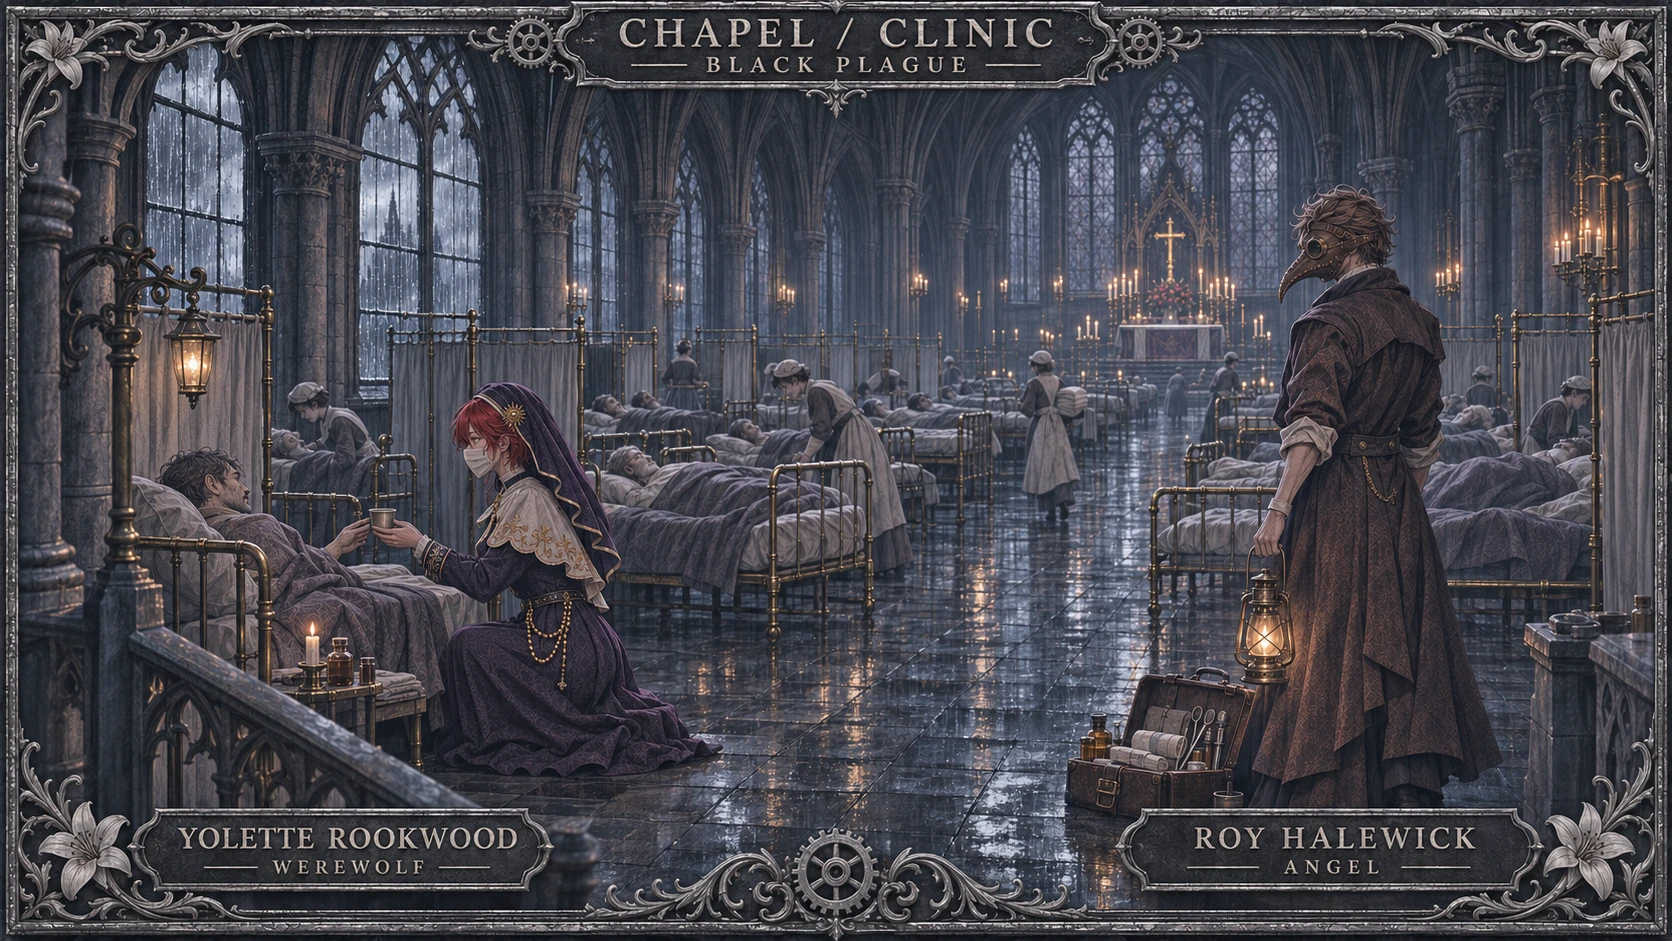 CHAPEL / CLINIC
BLACK PLAGUE
YOLETTE ROOKWOOD
WEREWOLF
ROY HALEWICK
ANGEL